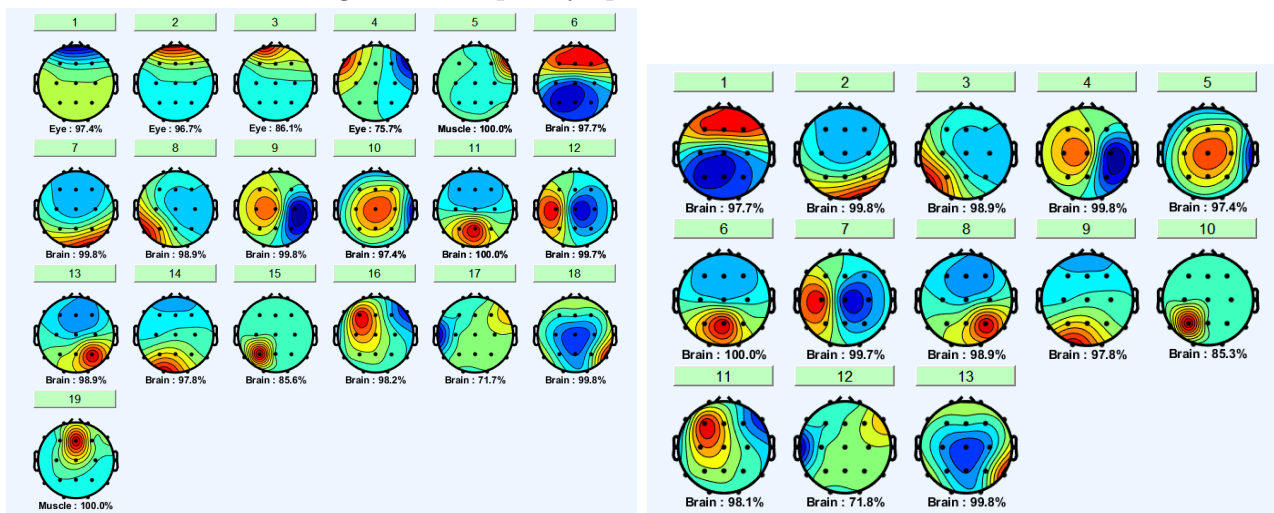 1 2 3 4 5 6
Eye : 97.4% Eye : 96.7% Eye : 86.1% Eye : 75.7% Muscle : 100.0% Brain : 97.7%
7 8 9 10 11 12
Brain : 99.8% Brain : 98.9% Brain : 99.8% Brain : 97.4% Brain : 100.0% Brain : 99.7%
13 14 15 16 17 18
Brain : 98.9% Brain : 97.8% Brain : 85.6% Brain : 98.2% Brain : 71.7% Brain : 99.8%
19
Muscle : 100.0%
1 2 3 4 5
Brain : 97.7% Brain : 99.8% Brain : 98.9% Brain : 99.8% Brain : 97.4%
6 7 8 9 10
Brain : 100.0% Brain : 99.7% Brain : 98.9% Brain : 97.8% Brain : 85.3%
11 12 13
Brain : 98.1% Brain : 71.8% Brain : 99.8%